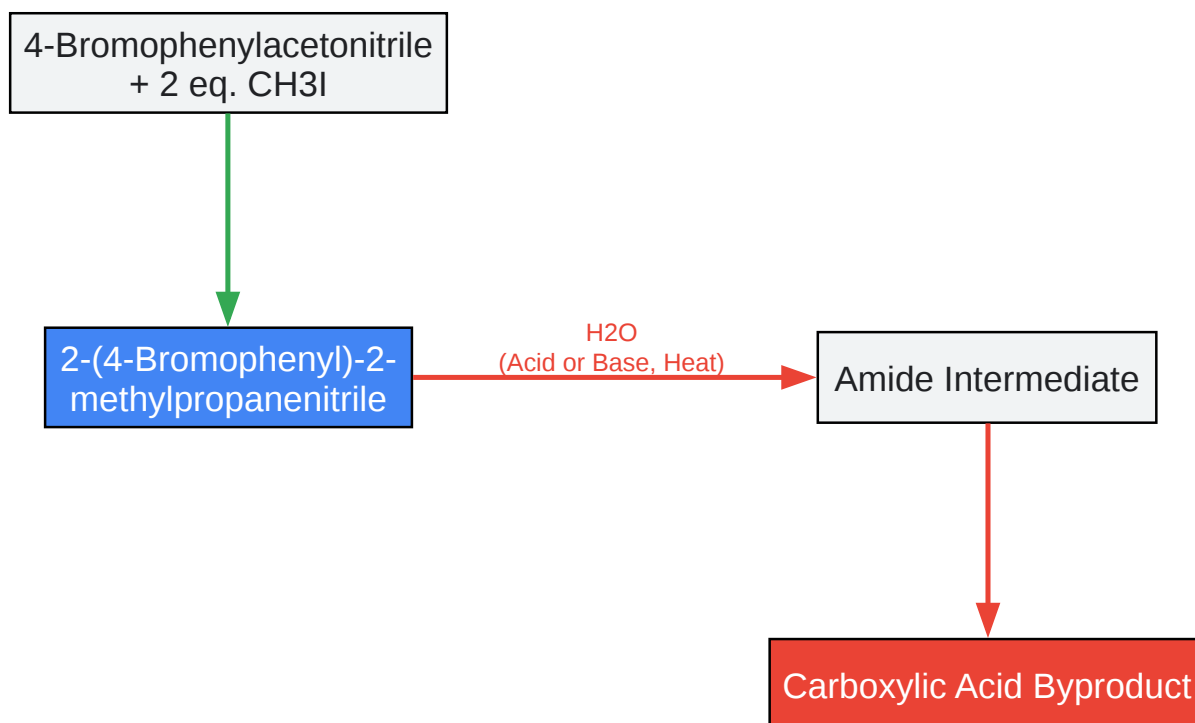 4-Bromophenylacetonitrile
+ 2 eq. CH3I
2-(4-Bromophenyl)-2-
methylpropanenitrile
H2O
(Acid or Base, Heat)
Amide Intermediate
Carboxylic Acid Byproduct